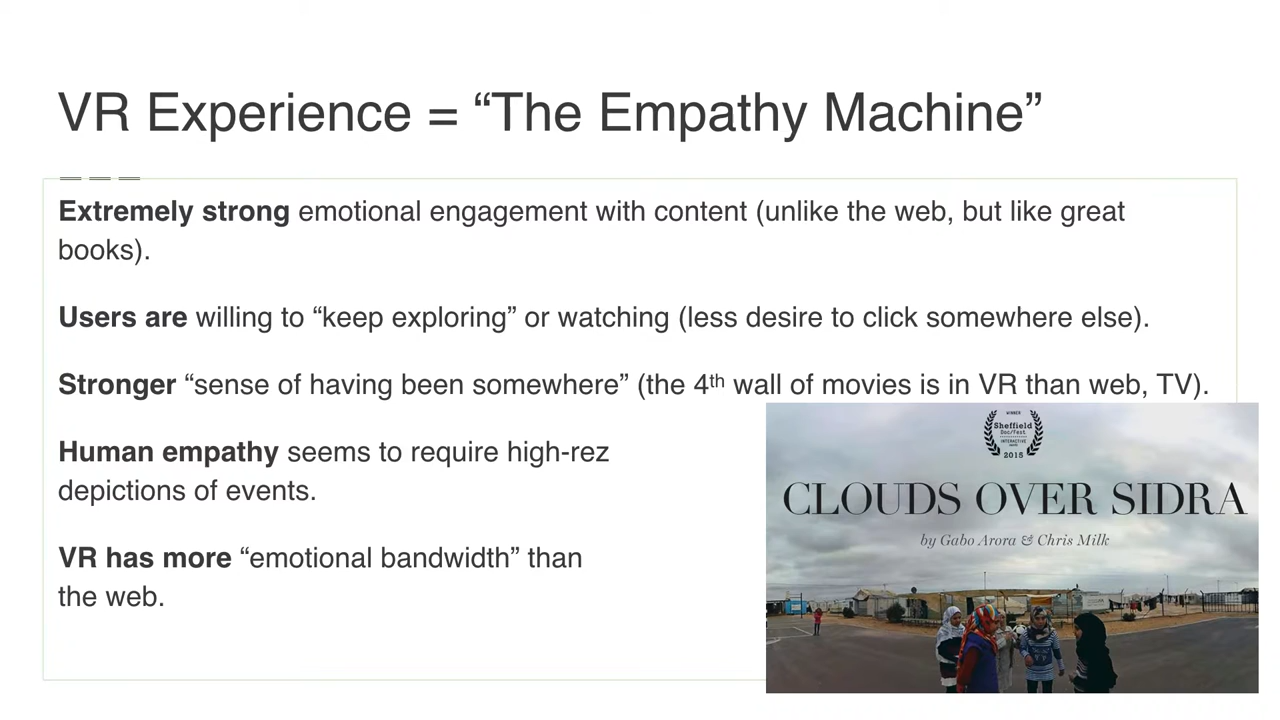 VR Experience = “The Empathy Machine”
Extremely strong emotional engagement with content (unlike the web, but like great
books).
Users are willing to “keep exploring” or watching (less desire to click somewhere else).
Stronger “sense of having been somewhere” (the 4th wall of movies is in VR than web, TV).
Human empathy seems to require high-rez
depictions of events.
VR has more “emotional bandwidth” than
the web.
WINNER
Sheffield
Doc/Fest
INTERACTIVE
2015
CLOUDS OVER SIDRA
by Gabo Arora & Chris Milk